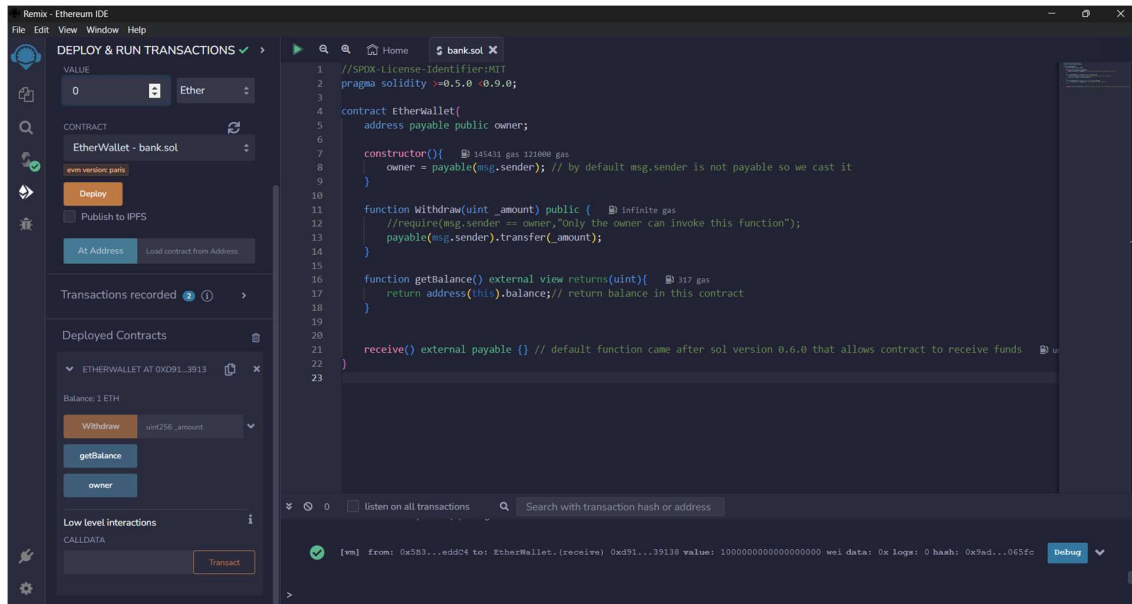 Remix - Ethereum IDE
File Edit View Window Help
DEPLOY & RUN TRANSACTIONS
VALUE
0 Ether
CONTRACT
EtherWallet - bank.sol
evm version: paris
Deploy
Publish to IPFS
At Address Load contract from Address
Transactions recorded 2 i
Deployed Contracts
ETHERWALLET AT 0XD91...3913
Balance: 1 ETH
Withdraw uint256 _amount
getBalance
owner
Low level interactions i
CALLDATA
Transact
Home bank.sol
1 //SPDX-License-Identifier:MIT
2 pragma solidity >=0.5.0 <0.9.0;
3
4 contract EtherWallet{
5 address payable public owner;
6
7 constructor(){ 145431 gas 121000 gas
8 owner = payable(msg.sender); // by default msg.sender is not payable so we cast it
9 }
10
11 function Withdraw(uint _amount) public { infinite gas
12 //require(msg.sender == owner,"Only the owner can invoke this function");
13 payable(msg.sender).transfer(_amount);
14 }
15
16 function getBalance() external view returns(uint){ 317 gas
17 return address(this).balance;// return balance in this contract
18 }
19
20
21 receive() external payable {} // default function came after sol version 0.6.0 that allows contract to receive funds
22 }
23
0 listen on all transactions Search with transaction hash or address
[vm] from: 0x5B3...eddC4 to: EtherWallet.(receive) 0xd91...39138 value: 1000000000000000000 wei data: 0x logs: 0 hash: 0x9ad...065fc Debug
>